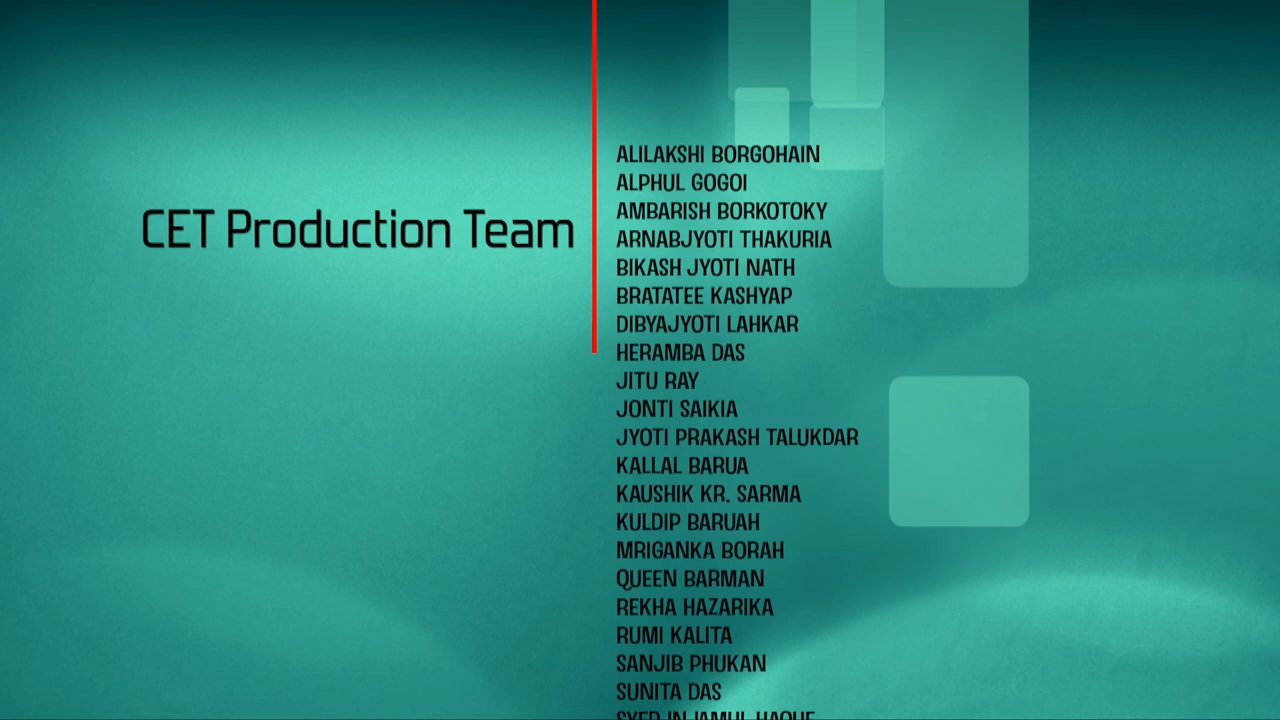 CET Production Team
ALILAKSHI BORGOHAIN
ALPHUL GOGOI
AMBARISH BORKOTOKY
ARNABJYOTI THAKURIA
BIKASH JYOTI NATH
BRATATEE KASHYAP
DIBYAJYOTI LAHKAR
HERAMBA DAS
JITU RAY
JONTI SAIKIA
JYOTI PRAKASH TALUKDAR
KALLAL BARUA
KAUSHIK KR. SARMA
KULDIP BARUAH
MRIGANKA BORAH
QUEEN BARMAN
REKHA HAZARIKA
RUMI KALITA
SANJIB PHUKAN
SUNITA DAS